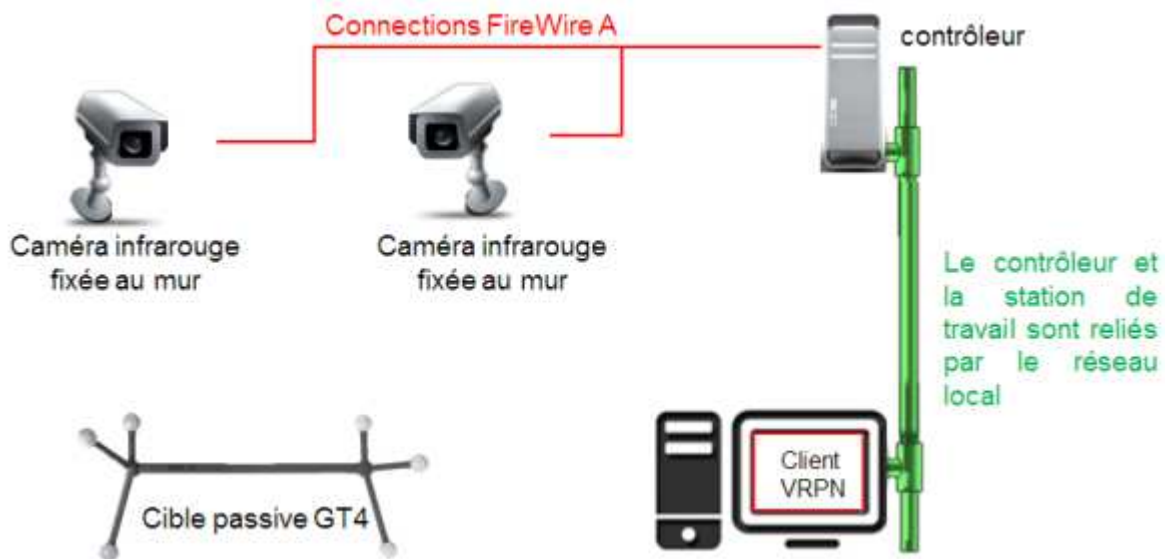 Connections FireWire A
contrôleur
Caméra infrarouge
fixée au mur
Caméra infrarouge
fixée au mur
Le contrôleur et
la station de
travail sont reliés
par le réseau
local
Cible passive GT4
Client
VRPN